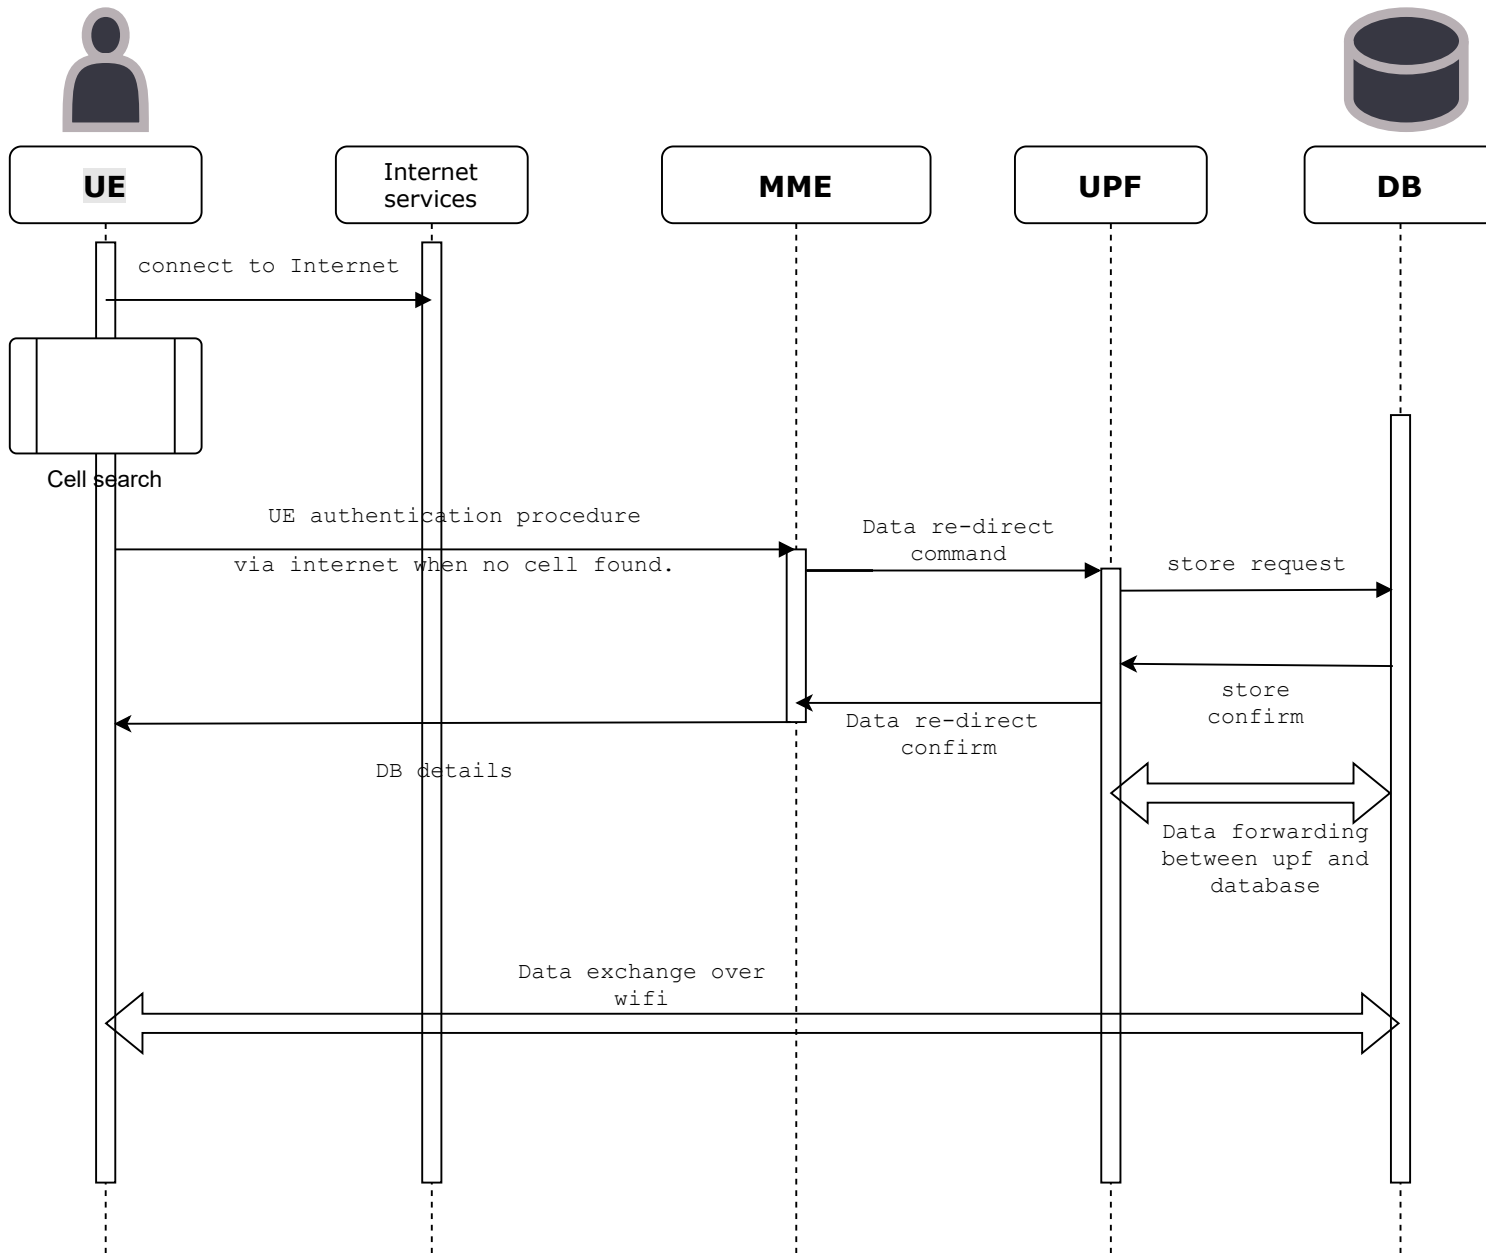 UE
Internet
services
MME
UPF
DB
connect to Internet
Cell search
UE authentication procedure
via internet when no cell found.
Data re-direct
command
store request
store
confirm
Data re-direct
confirm
DB details
Data forwarding
between upf and
database
Data exchange over
wifi